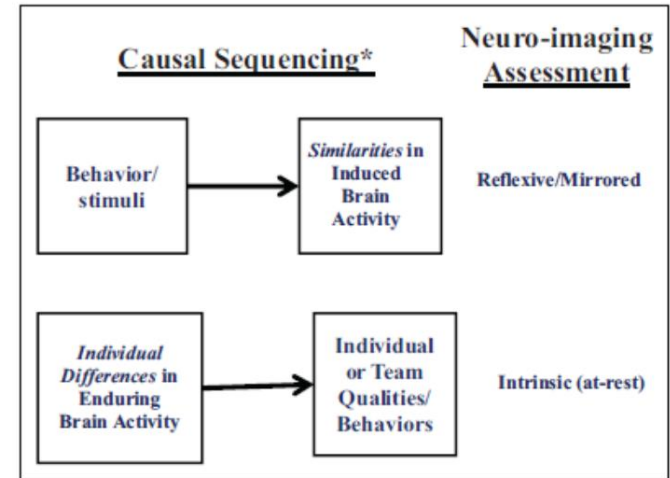 Causal Sequencing*
Neuro-imaging
Assessment
Behavior/
stimuli
Similarities in
Induced
Brain
Activity
Reflexive/Mirrored
Individual
Differences in
Enduring
Brain Activity
Individual
or Team
Qualities/
Behaviors
Intrinsic (at-rest)